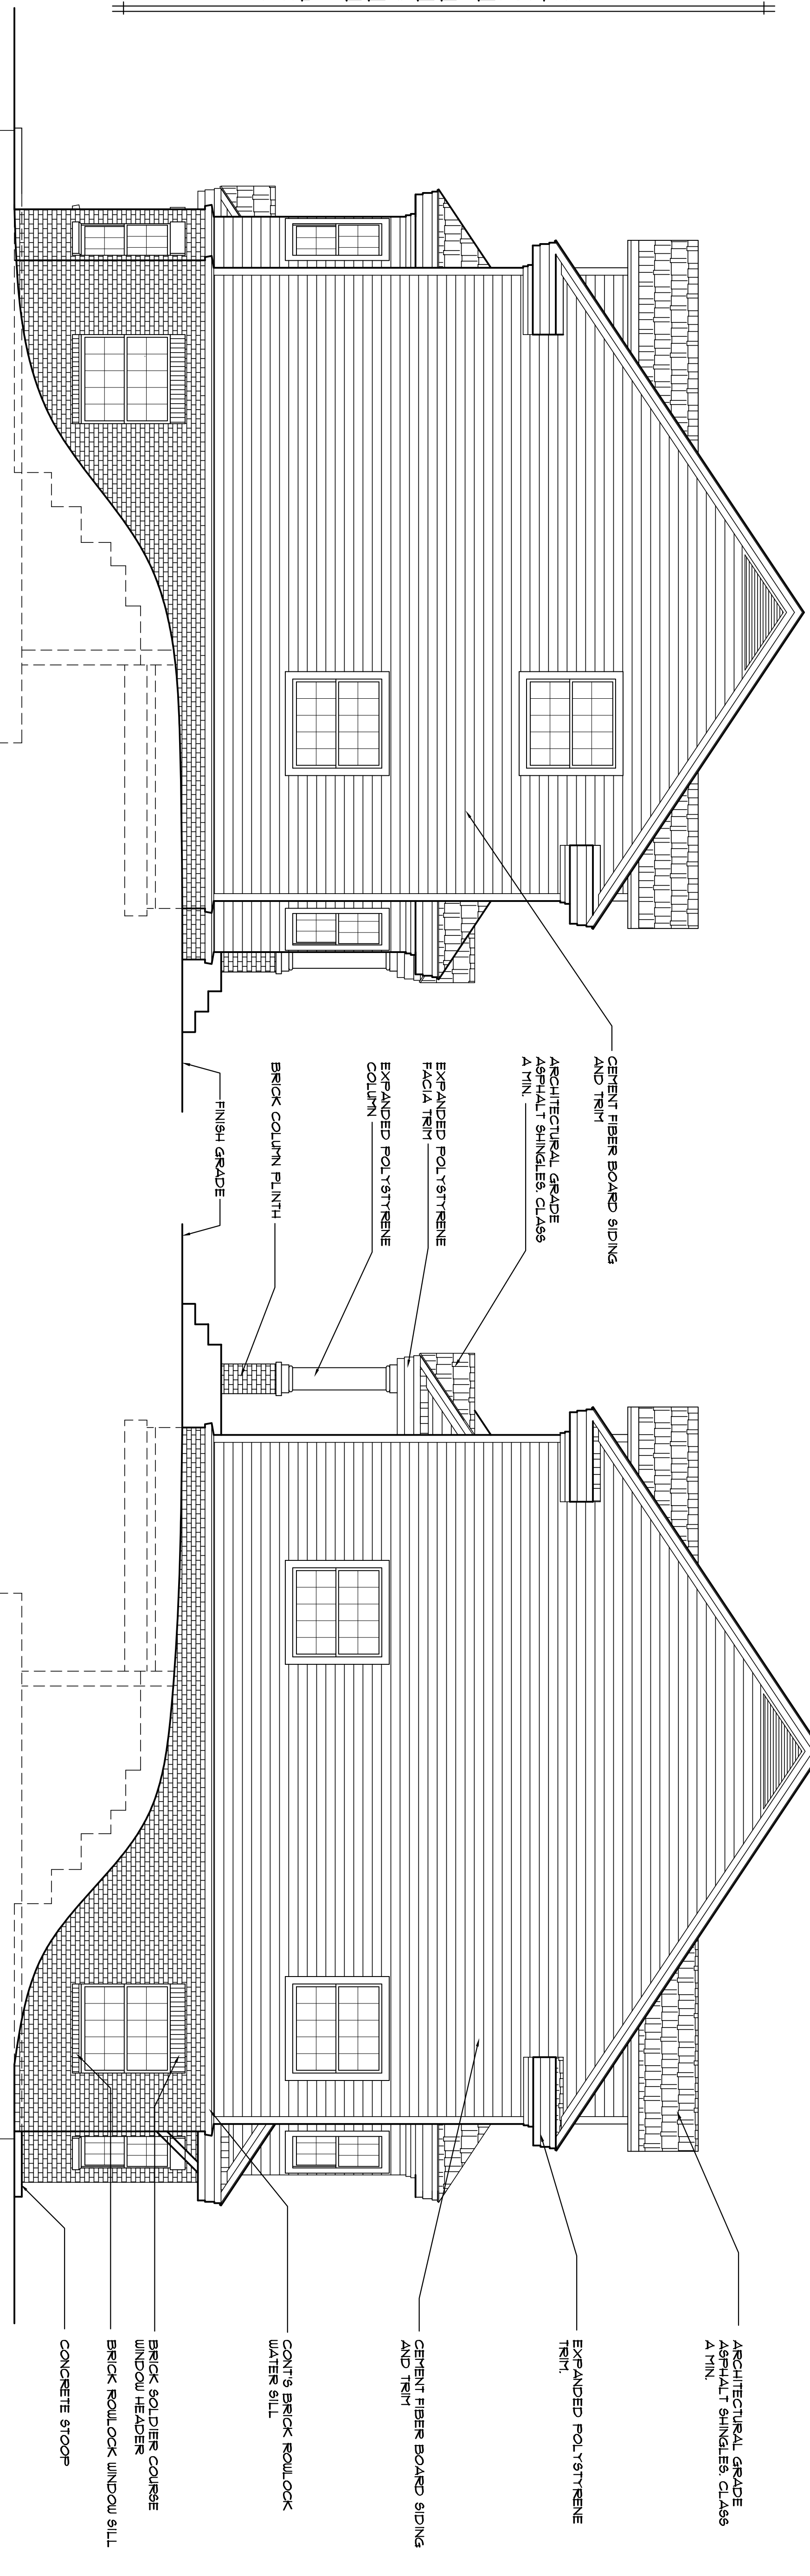 CEMENT FIBER BOARD SIDING
AND TRIM
ARCHITECTURAL GRADE
ASPHALT SHINGLES. CLASS
A MIN.
EXPANDED POLYSTYRENE
FACIA TRIM
EXPANDED POLYSTYRENE
COLUMN
BRICK COLUMN PLINTH
FINISH GRADE
ARCHITECTURAL GRADE
ASPHALT SHINGLES. CLASS
A MIN.
EXPANDED POLYSTYRENE
TRIM.
CEMENT FIBER BOARD SIDING
AND TRIM
CONT'S BRICK ROWLOCK
WATER SILL
BRICK SOLDIER COURSE
WINDOW HEADER
BRICK ROWLOCK WINDOW SILL
CONCRETE STOOP